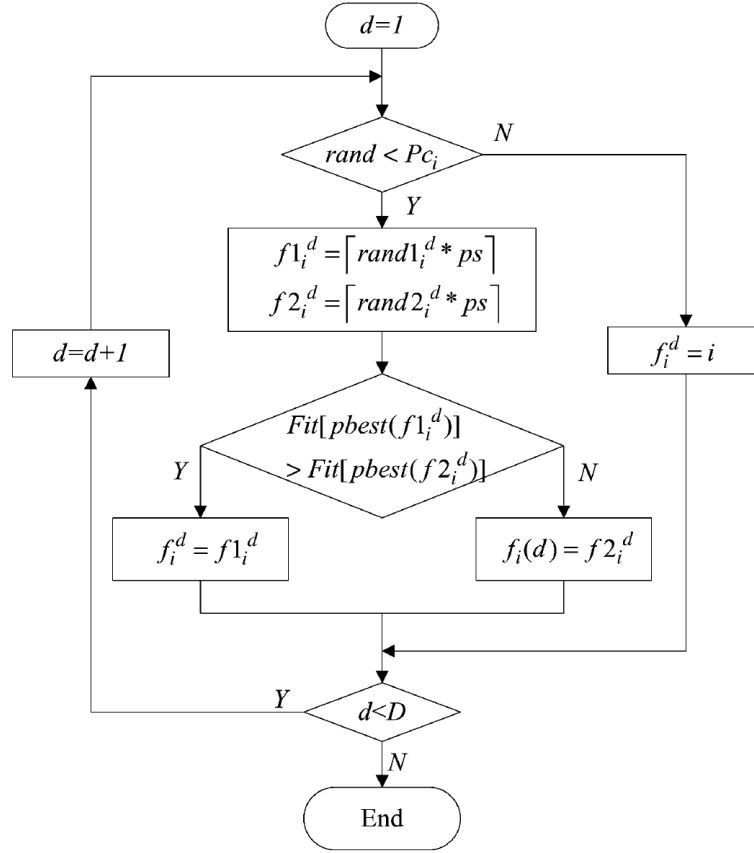 d=1
rand < Pc_i
N
Y
f1_i^d = ⌈rand1_i^d * ps⌉
f2_i^d = ⌈rand2_i^d * ps⌉
d=d+1
f_i^d = i
Fit[pbest(f1_i^d)]
> Fit[pbest(f2_i^d)]
Y
N
f_i^d = f1_i^d
f_i(d) = f2_i^d
Y
d<D
N
End